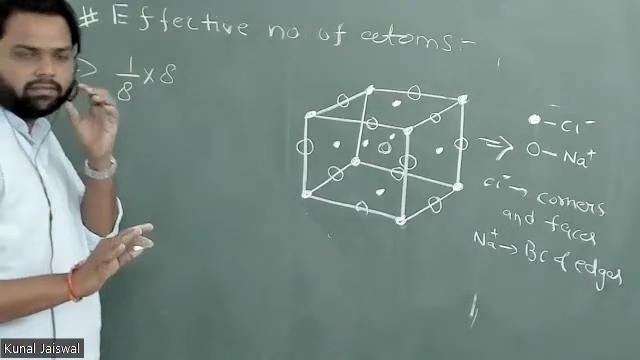 # Effective no of atoms:-
> 1/8 × 8
● - Cl⁻
O - Na⁺
Cl⁻ → corners
and faces
Na⁺ → BC & edges
Kunal Jaiswal